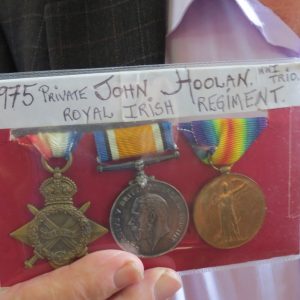 975 PRIVATE JOHN HOOLAN. WWI TRIO.
ROYAL IRISH REGIMENT.